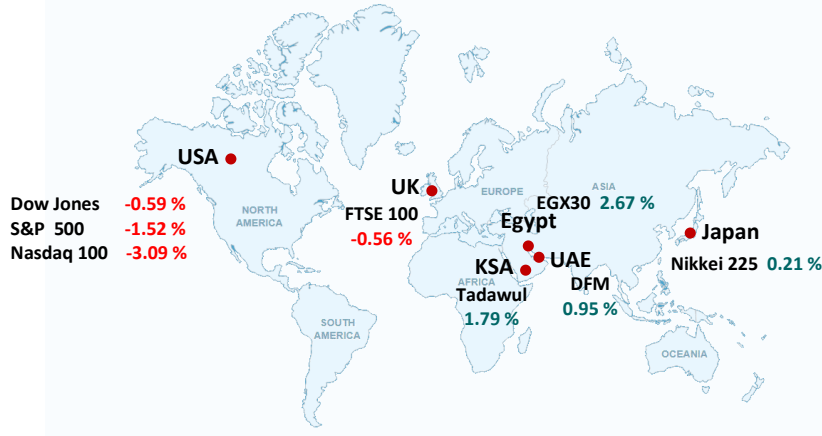 USA
Dow Jones -0.59 %
S&P 500 -1.52 %
Nasdaq 100 -3.09 %
NORTH
AMERICA
SOUTH
AMERICA
UK
FTSE 100
-0.56 %
EUROPE
ASIA
EGX30 2.67 %
Egypt
KSA
UAE
AFRICA
Tadawul
1.79 %
DFM
0.95 %
Japan
Nikkei 225 0.21 %
OCEANIA